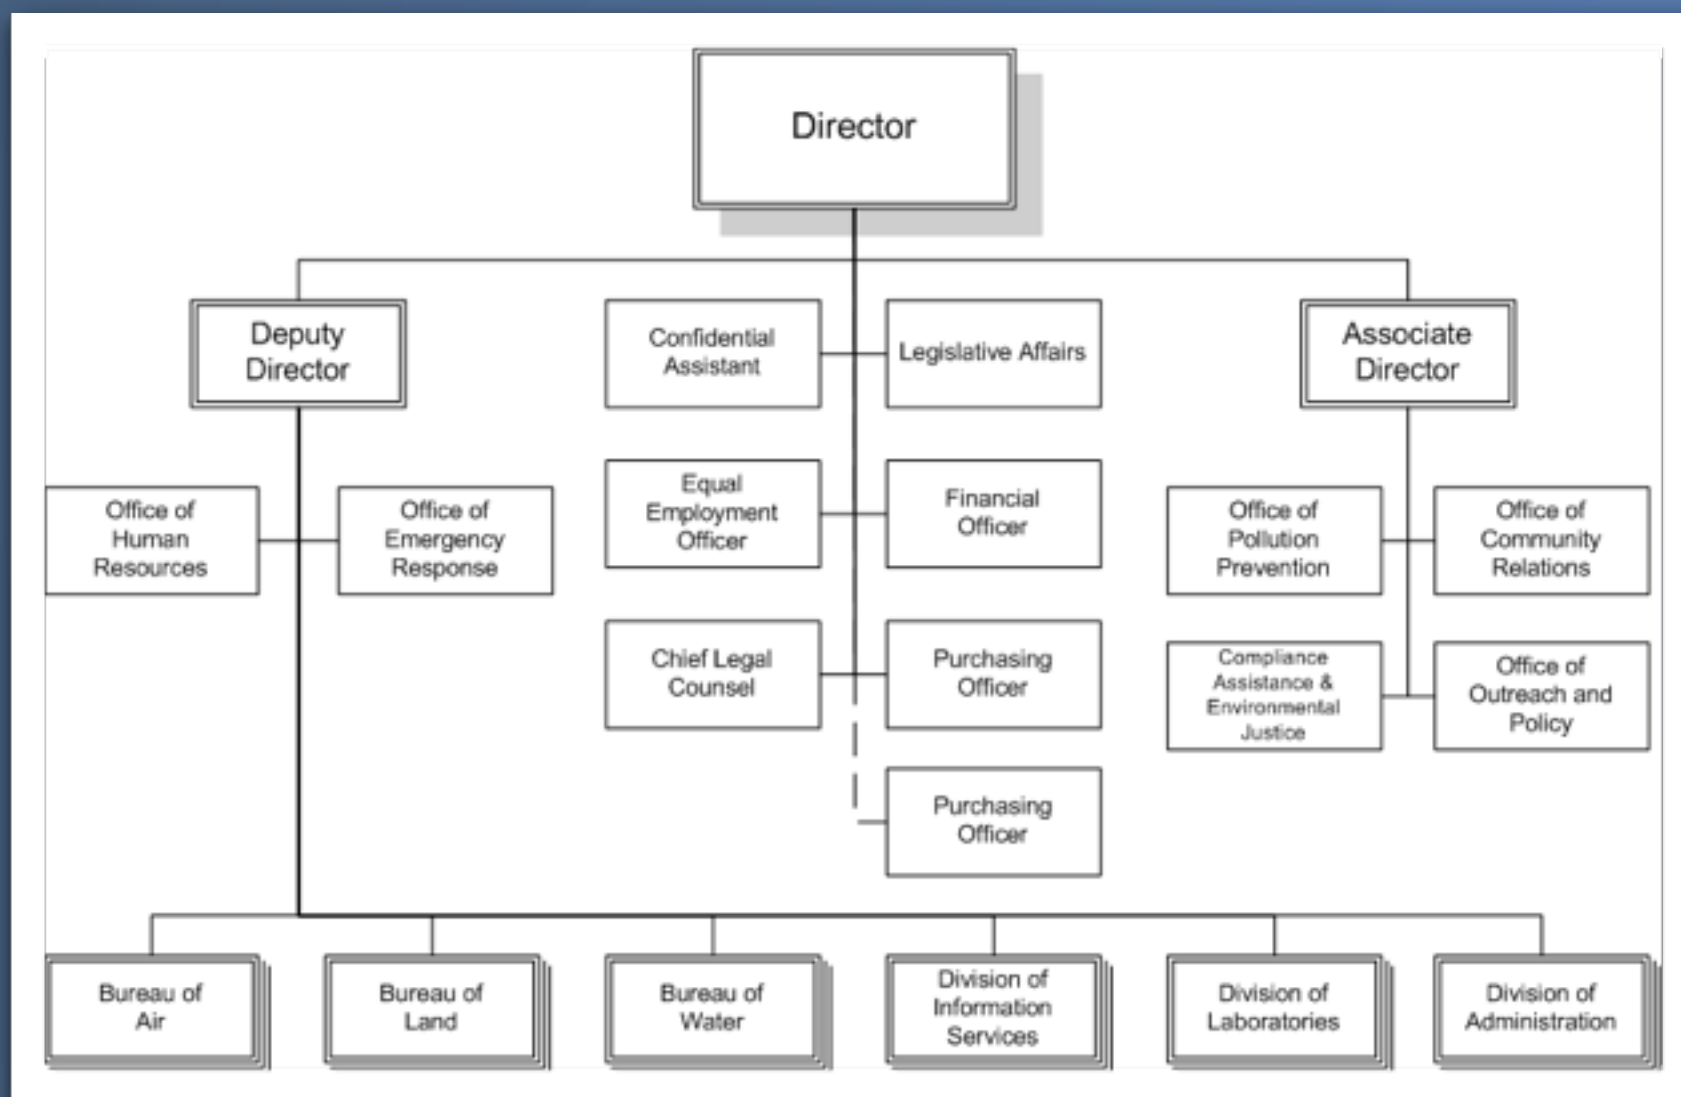 Director
Deputy
Director
Confidential
Assistant
Legislative Affairs
Associate
Director
Equal
Employment
Officer
Financial
Officer
Office of
Human
Resources
Office of
Emergency
Response
Office of
Pollution
Prevention
Office of
Community
Relations
Chief Legal
Counsel
Purchasing
Officer
Compliance
Assistance &
Environmental
Justice
Office of
Outreach and
Policy
Purchasing
Officer
Bureau of
Air
Bureau of
Land
Bureau of
Water
Division of
Information
Services
Division of
Laboratories
Division of
Administration